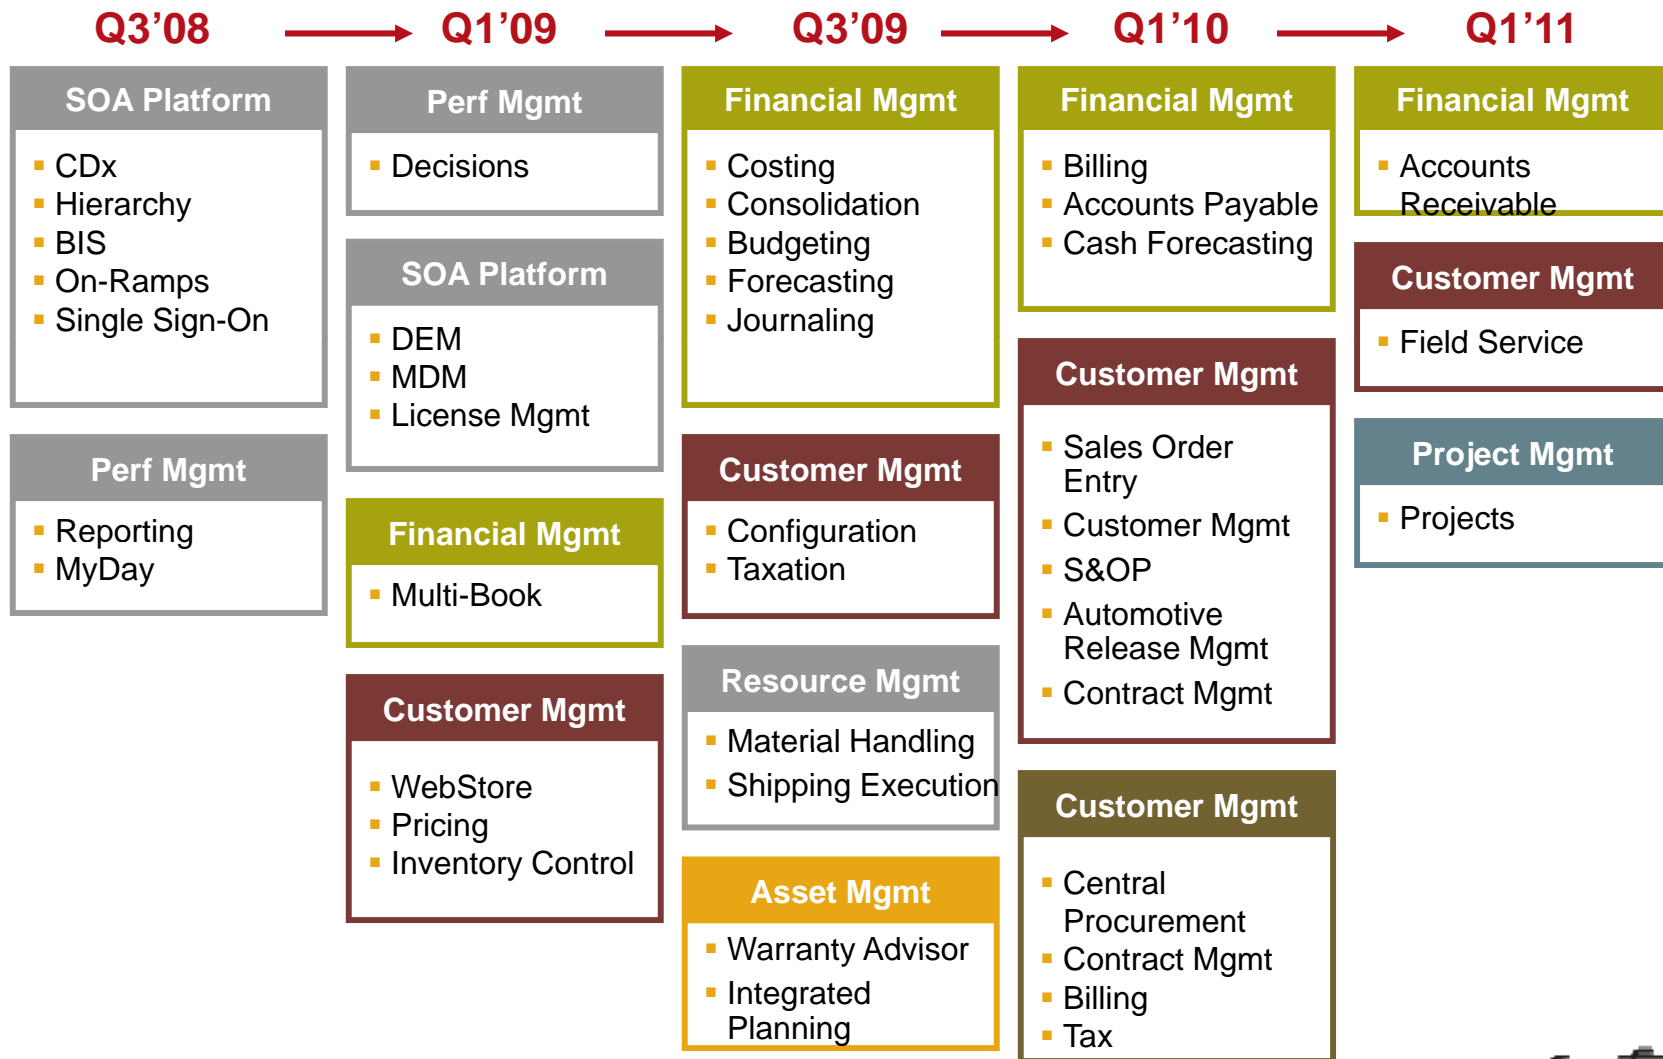 Q3’08
Q1’09
Q3’09
Q1’10
Q1’11
SOA Platform
CDx
Hierarchy
BIS
On-Ramps
Single Sign-On
Perf Mgmt
Reporting
MyDay
Perf Mgmt
Decisions
SOA Platform
DEM
MDM
License Mgmt
Financial Mgmt
Multi-Book
Customer Mgmt
WebStore
Pricing
Inventory Control
Financial Mgmt
Costing
Consolidation
Budgeting
Forecasting
Journaling
Customer Mgmt
Configuration
Taxation
Resource Mgmt
Material Handling
Shipping Execution
Asset Mgmt
Warranty Advisor
Integrated
Planning
Financial Mgmt
Billing
Accounts Payable
Cash Forecasting
Customer Mgmt
Sales Order
Entry
Customer Mgmt
S&OP
Automotive
Release Mgmt
Contract Mgmt
Customer Mgmt
Central
Procurement
Contract Mgmt
Billing
Tax
Financial Mgmt
Accounts
Receivable
Customer Mgmt
Field Service
Project Mgmt
Projects